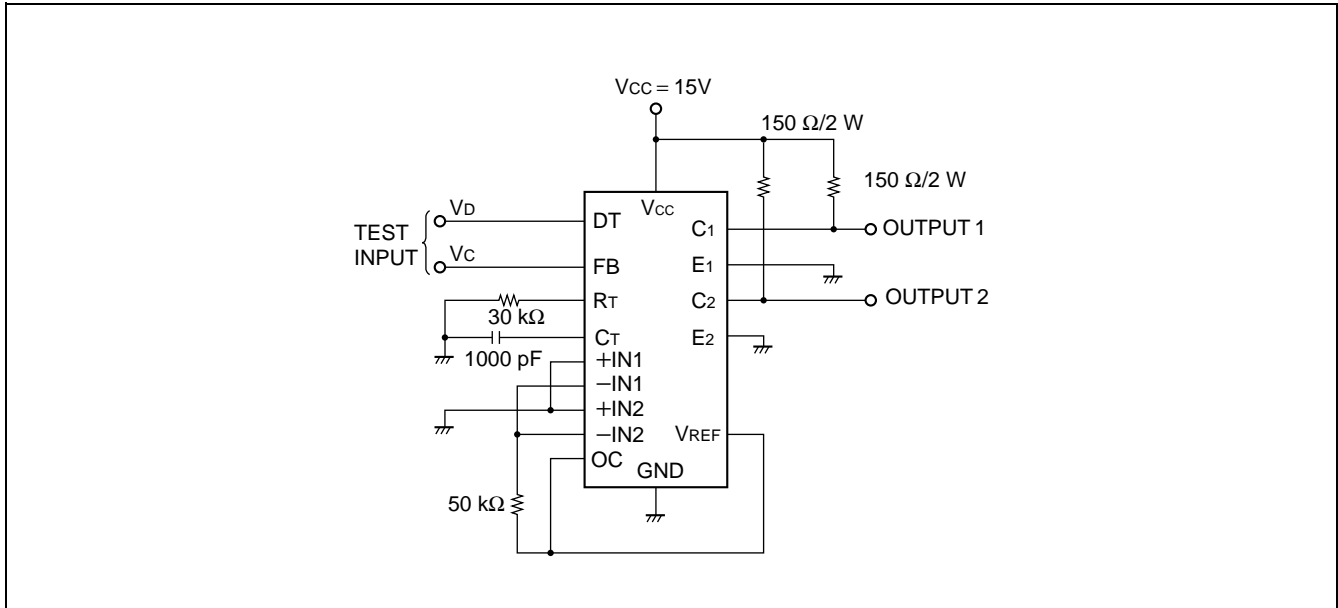 VCC = 15V
150 Ω/2 W
150 Ω/2 W
TEST
INPUT
VD
VC
DT
FB
RT
30 kΩ
CT
1000 pF
+IN1
−IN1
+IN2
−IN2
OC
50 kΩ
VCC
C1
E1
C2
E2
VREF
GND
OUTPUT 1
OUTPUT 2